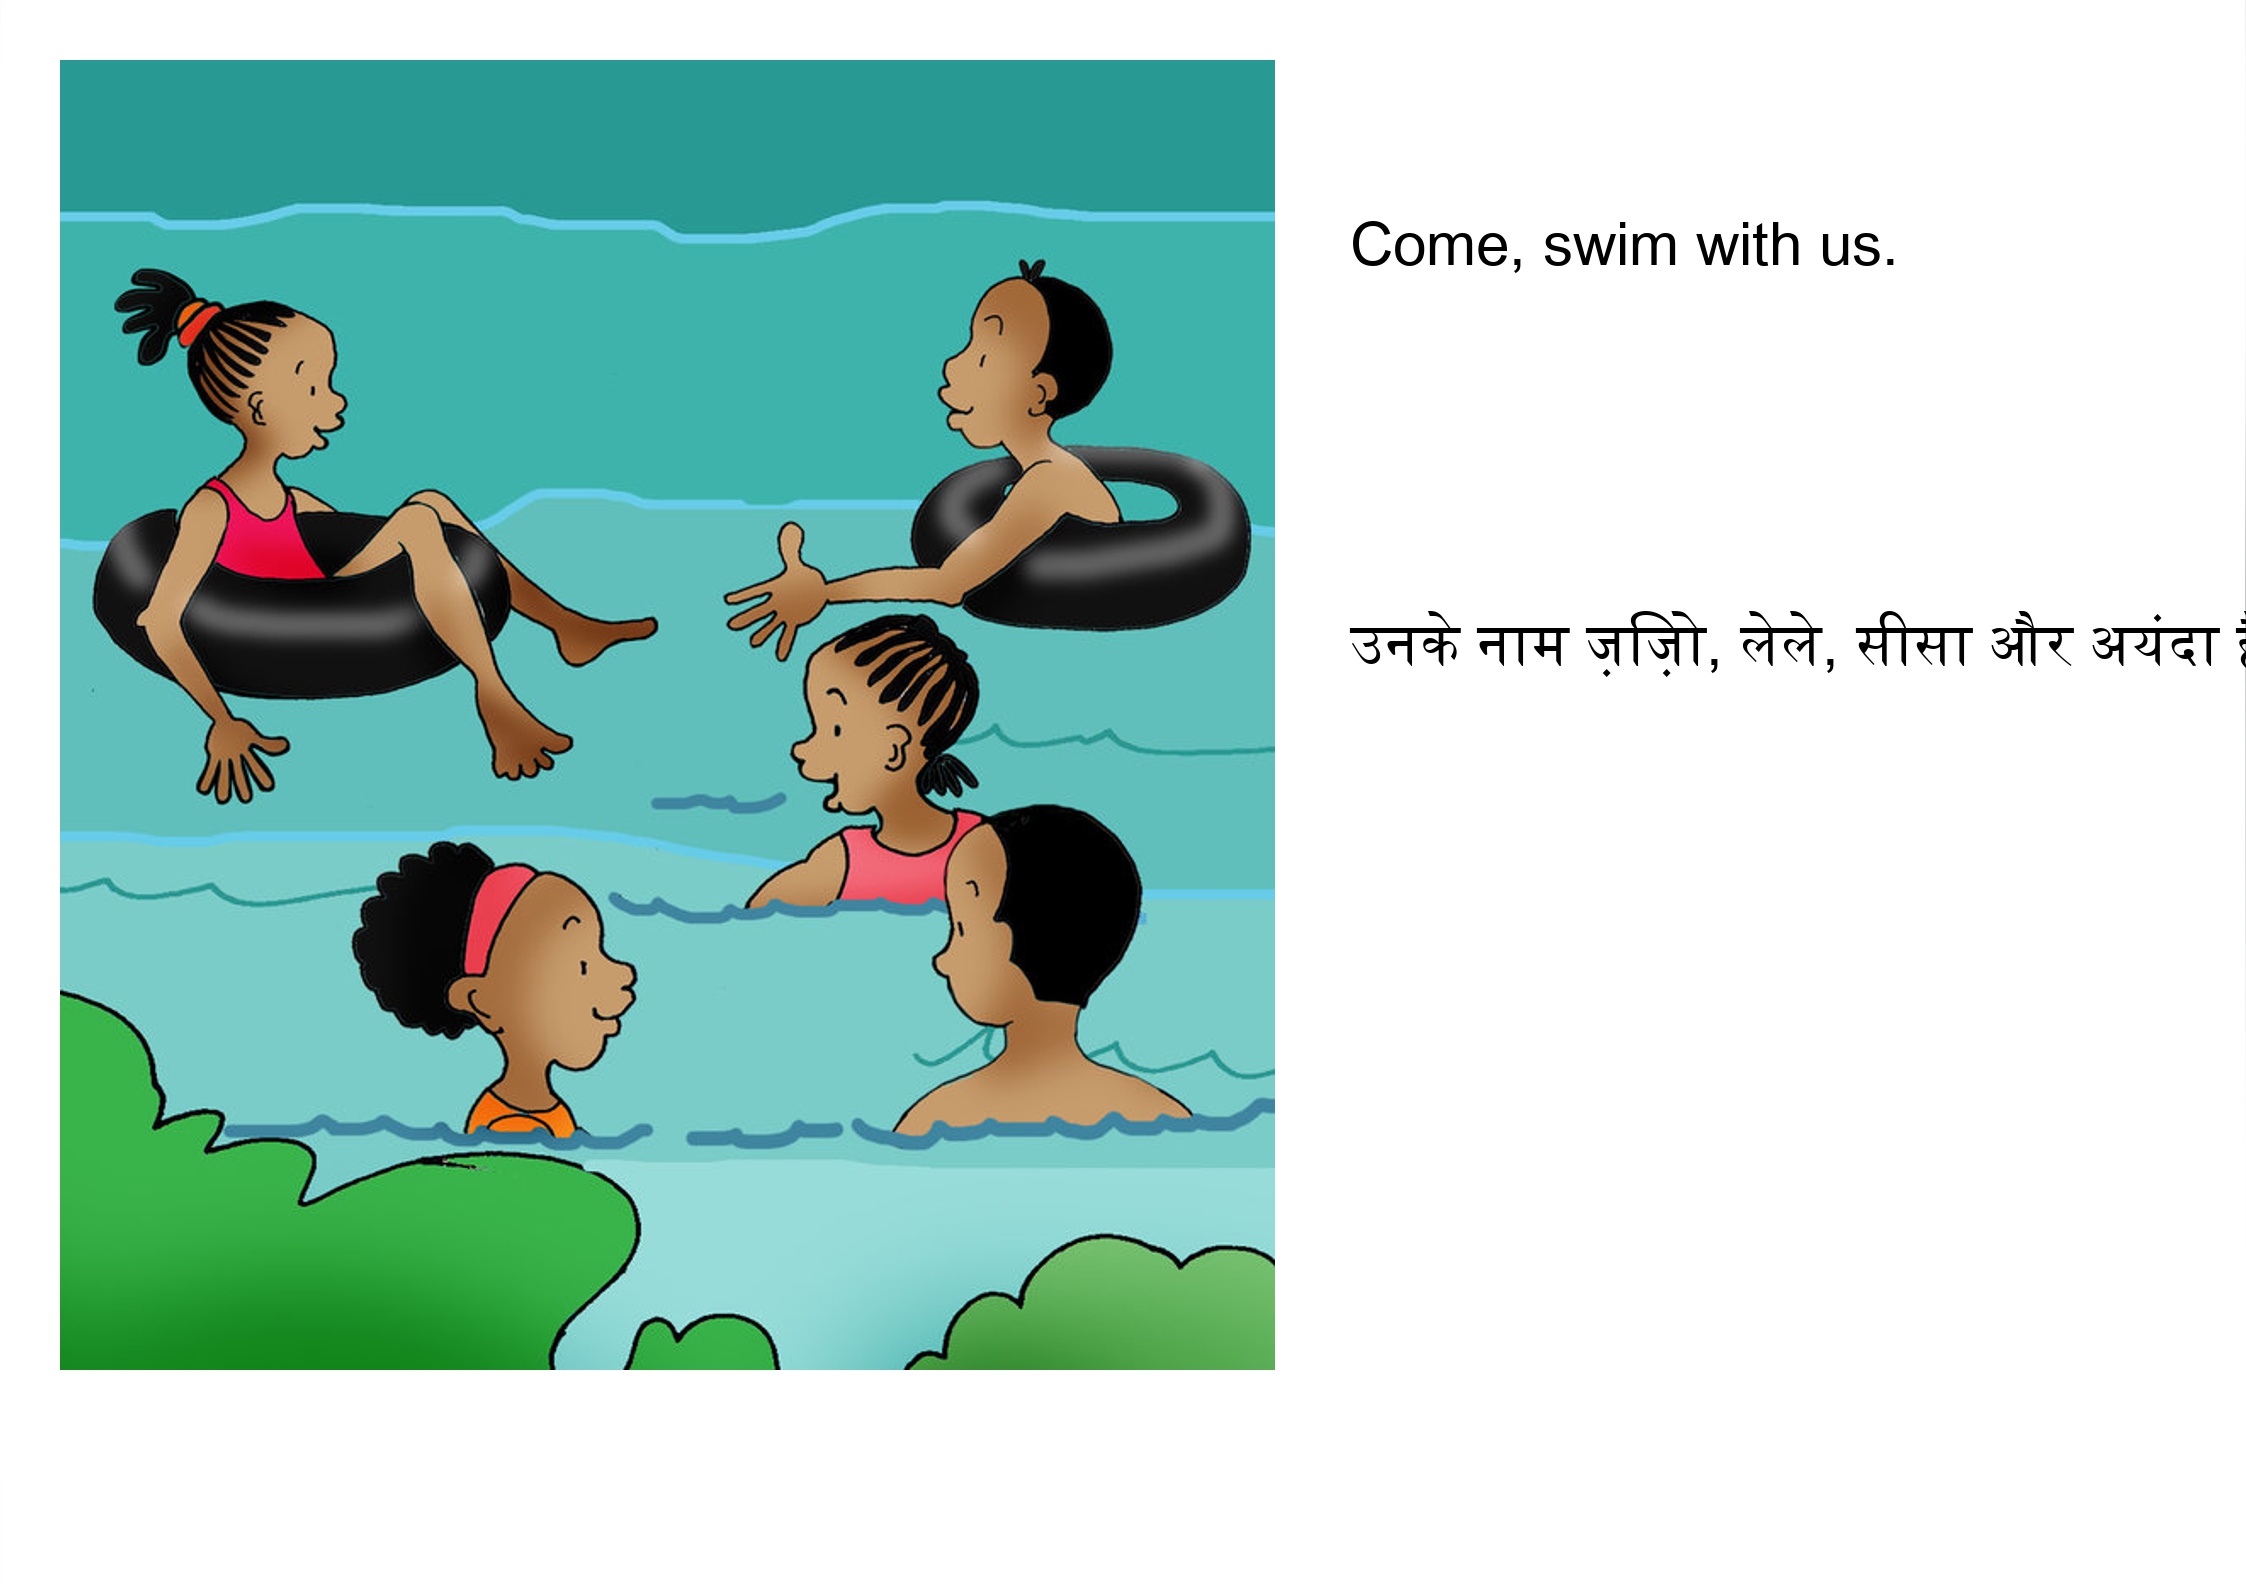 Come, swim with us.
उनके नाम ज़ज़िो, लेले, सीसा और अयंदा